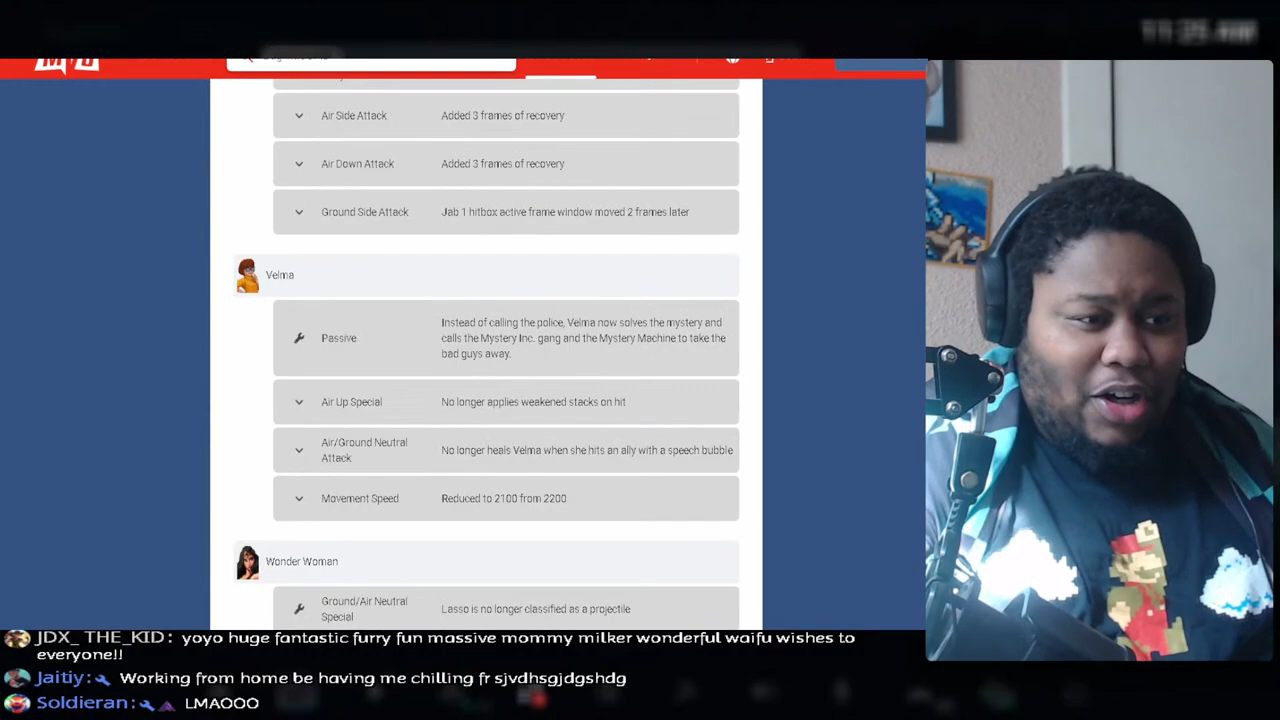 11:25 AM
Air Side Attack Added 3 frames of recovery
Air Down Attack Added 3 frames of recovery
Ground Side Attack Jab 1 hitbox active frame window moved 2 frames later
Velma
Passive
Instead of calling the police, Velma now solves the mystery and
calls the Mystery Inc. gang and the Mystery Machine to take the
bad guys away.
Air Up Special No longer applies weakened stacks on hit
Air/Ground Neutral
Attack
No longer heals Velma when she hits an ally with a speech bubble
Movement Speed Reduced to 2100 from 2200
Wonder Woman
Ground/Air Neutral
Special
Lasso is no longer classified as a projectile
JDX_THE_KID: yoyo huge fantastic furry fun massive mommy milker wonderful waifu wishes to
everyone!!
Jaitiy: Working from home be having me chilling fr sjvdhsgjdgshdg
Soldieran: LMAOOO